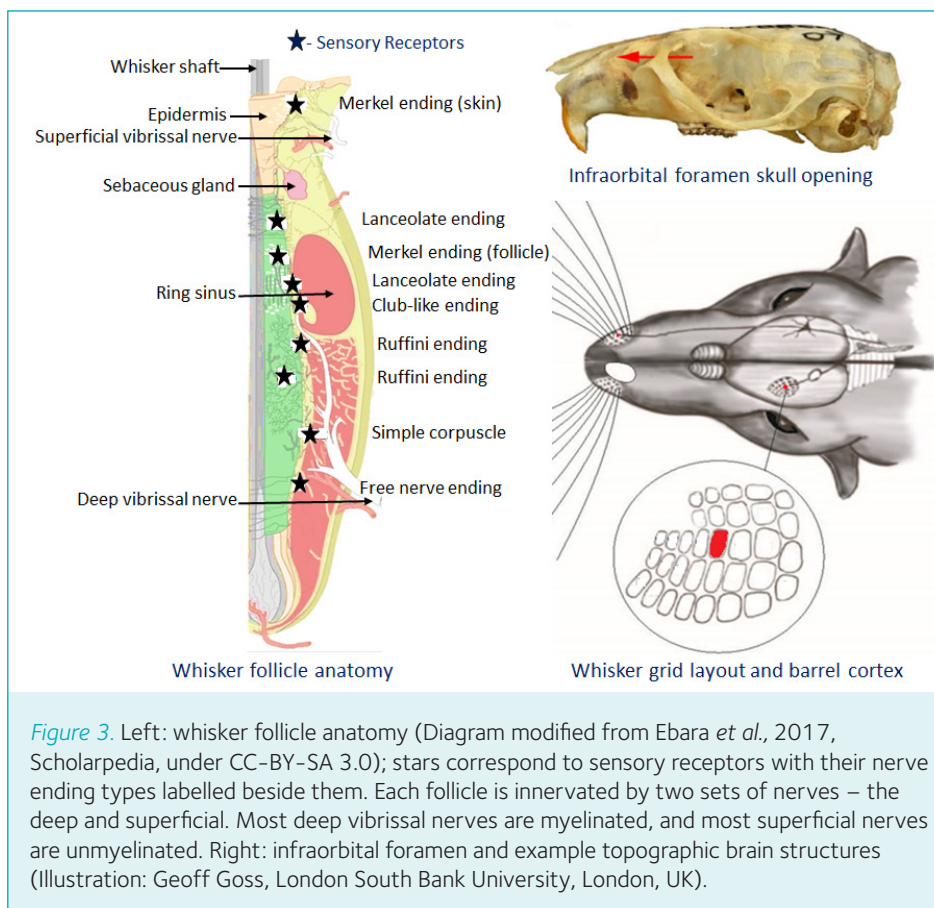 ★- Sensory Receptors
Whisker shaft
Merkel ending (skin)
Epidermis
Superficial vibrissal nerve
Sebaceous gland
Lanceolate ending
Merkel ending (follicle)
Lanceolate ending
Ring sinus
Club-like ending
Ruffini ending
Ruffini ending
Simple corpuscle
Free nerve ending
Deep vibrissal nerve
Whisker follicle anatomy
Infraorbital foramen skull opening
Whisker grid layout and barrel cortex
Figure 3. Left: whisker follicle anatomy (Diagram modified from Ebara et al., 2017,
Scholarpedia, under CC-BY-SA 3.0); stars correspond to sensory receptors with their nerve
ending types labelled beside them. Each follicle is innervated by two sets of nerves – the
deep and superficial. Most deep vibrissal nerves are myelinated, and most superficial nerves
are unmyelinated. Right: infraorbital foramen and example topographic brain structures
(Illustration: Geoff Goss, London South Bank University, London, UK).